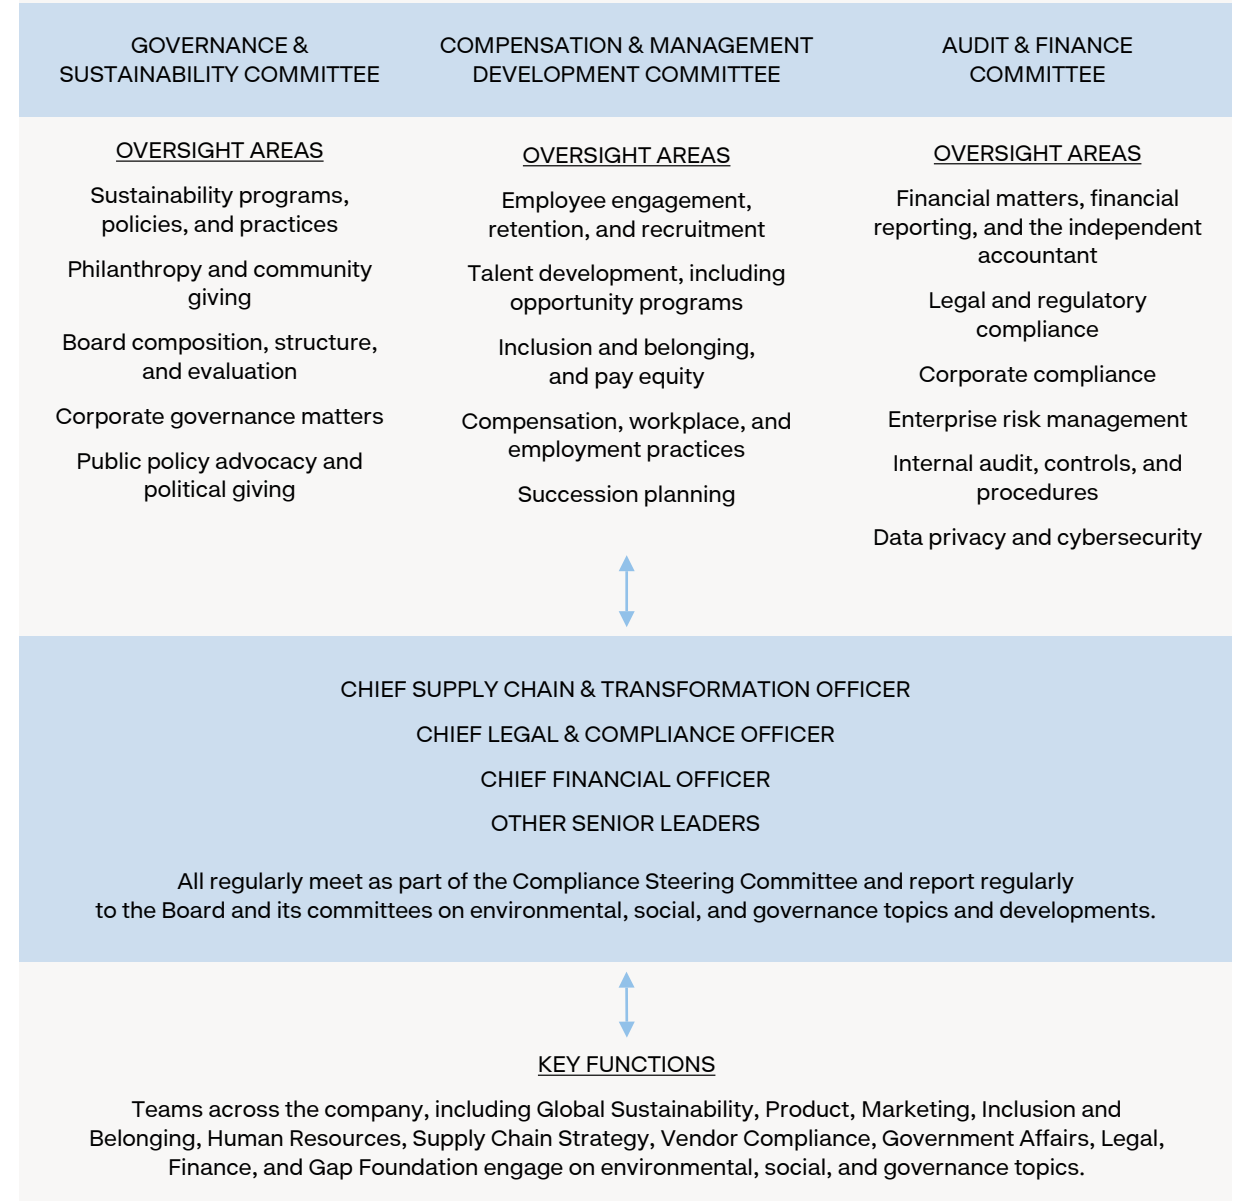 GOVERNANCE &
SUSTAINABILITY COMMITTEE
OVERSIGHT AREAS
Sustainability programs,
policies, and practices
Philanthropy and community
giving
Board composition, structure,
and evaluation
Corporate governance matters
Public policy advocacy and
political giving
COMPENSATION & MANAGEMENT
DEVELOPMENT COMMITTEE
OVERSIGHT AREAS
Employee engagement,
retention, and recruitment
Talent development, including
opportunity programs
Inclusion and belonging,
and pay equity
Compensation, workplace, and
employment practices
Succession planning
AUDIT & FINANCE
COMMITTEE
OVERSIGHT AREAS
Financial matters, financial
reporting, and the independent
accountant
Legal and regulatory
compliance
Corporate compliance
Enterprise risk management
Internal audit, controls, and
procedures
Data privacy and cybersecurity
CHIEF SUPPLY CHAIN & TRANSFORMATION OFFICER
CHIEF LEGAL & COMPLIANCE OFFICER
CHIEF FINANCIAL OFFICER
OTHER SENIOR LEADERS
All regularly meet as part of the Compliance Steering Committee and report regularly
to the Board and its committees on environmental, social, and governance topics and developments.
KEY FUNCTIONS
Teams across the company, including Global Sustainability, Product, Marketing, Inclusion and
Belonging, Human Resources, Supply Chain Strategy, Vendor Compliance, Government Affairs, Legal,
Finance, and Gap Foundation engage on environmental, social, and governance topics.